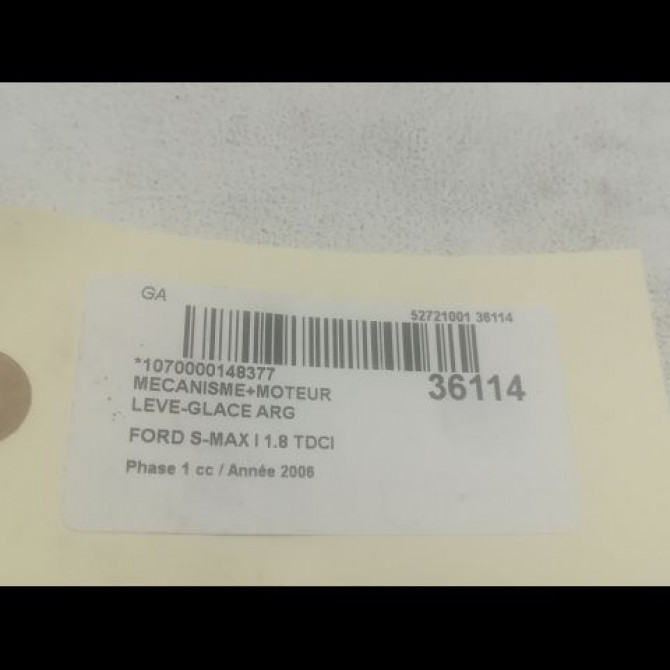 GA
52721001 36114
*1070000148377
36114
MECANISME+MOTEUR
LEVE-GLACE ARG
FORD S-MAX I 1.8 TDCI
Phase 1 cc / Année 2006